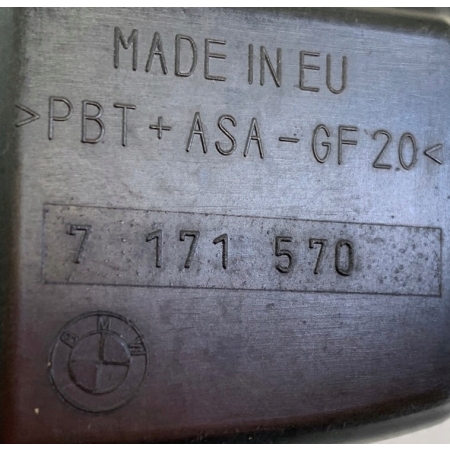 MADE IN EU
>PBT+ASA-GF20<
7 171 570
BMW